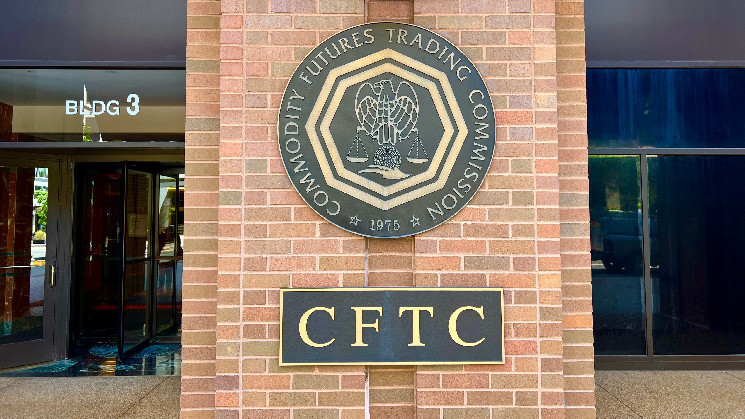 BLDG 3
COMMODITY FUTURES TRADING COMMISSION
1975
CFTC